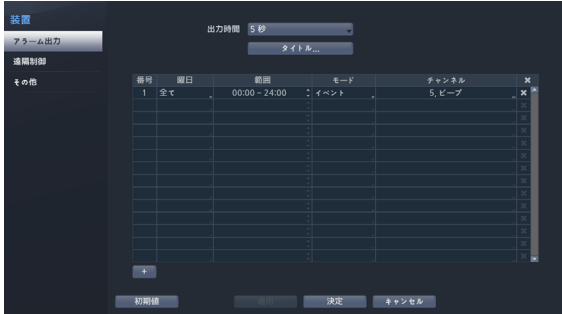 装置
アラーム出力
遠隔制御
その他
出力時間 5 秒
タイトル...
番号 曜日 範囲 モード チャンネル ×
1 全て 00:00 ~ 24:00 イベント 5, ビープ ×
+
初期値 適用 決定 キャンセル